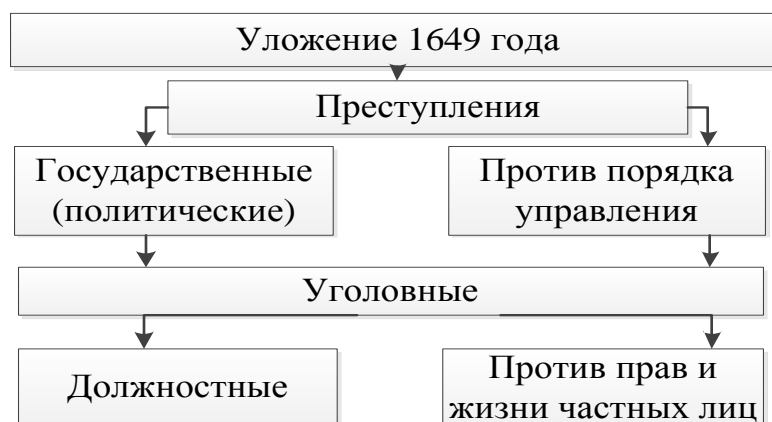 Уложение 1649 года
Преступления
Государственные
(политические)
Против порядка
управления
Уголовные
Должностные
Против прав и
жизни частных лиц